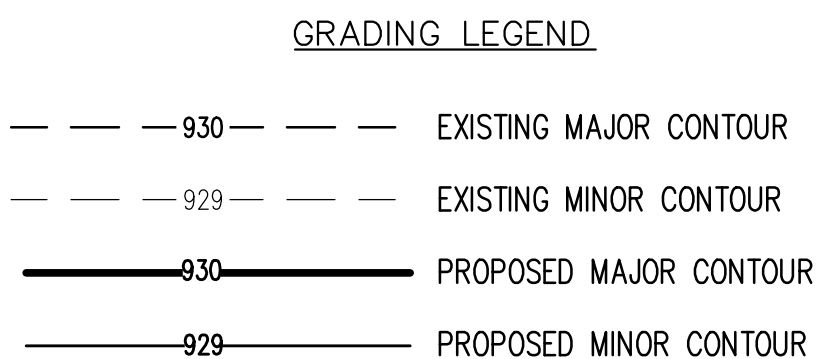 GRADING LEGEND
930 EXISTING MAJOR CONTOUR
929 EXISTING MINOR CONTOUR
930 PROPOSED MAJOR CONTOUR
929 PROPOSED MINOR CONTOUR